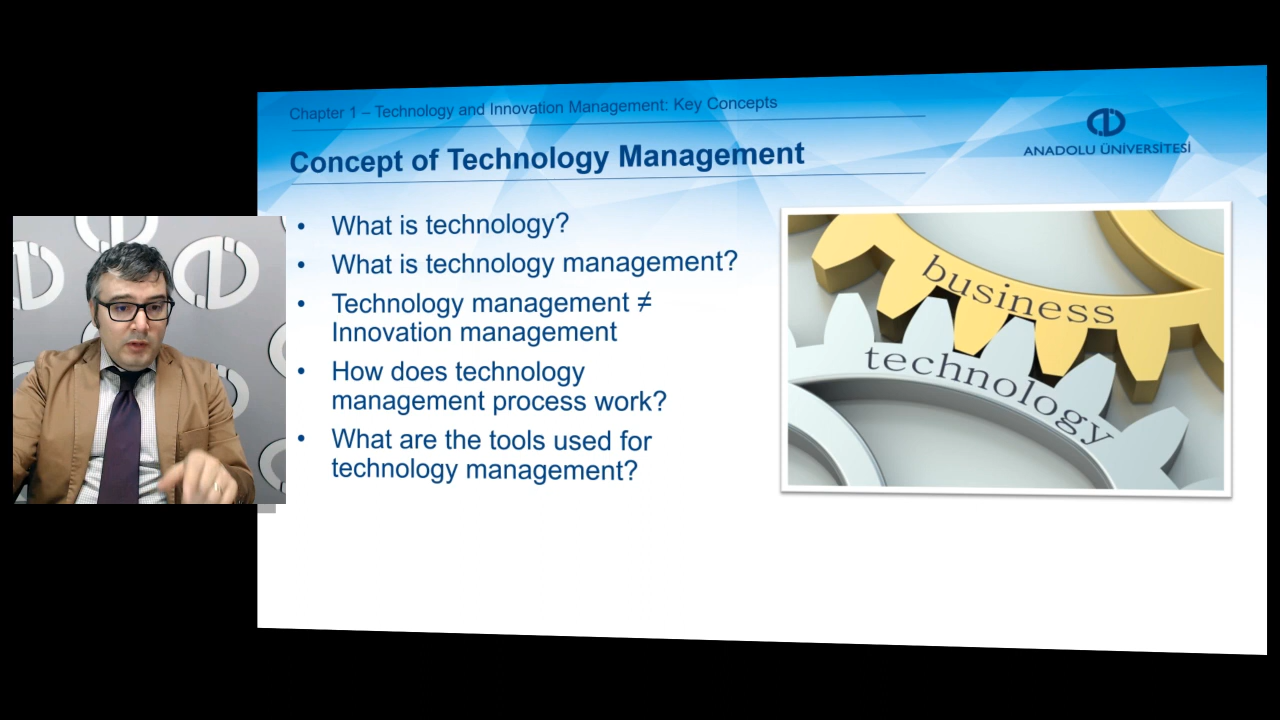 Chapter 1 – Technology and Innovation Management: Key Concepts
ANADOLU ÜNİVERSİTESİ
Concept of Technology Management
• What is technology?
• What is technology management?
• Technology management ≠
Innovation management
• How does technology
management process work?
• What are the tools used for
technology management?
business
technology